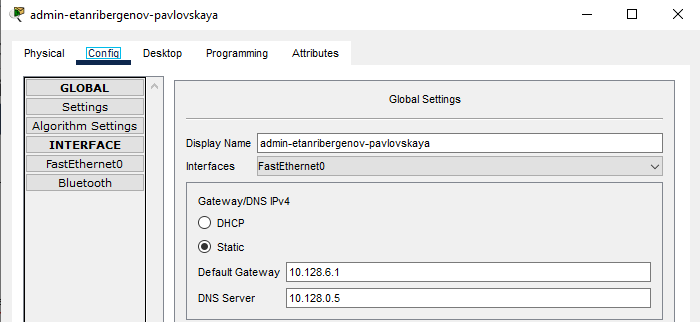 admin-etanribergenov-pavlovskaya
Physical Config Desktop Programming Attributes
GLOBAL
Settings
Algorithm Settings
INTERFACE
FastEthernet0
Bluetooth
Global Settings
Display Name admin-etanribergenov-pavlovskaya
Interfaces FastEthernet0
Gateway/DNS IPv4
DHCP
Static
Default Gateway 10.128.6.1
DNS Server 10.128.0.5